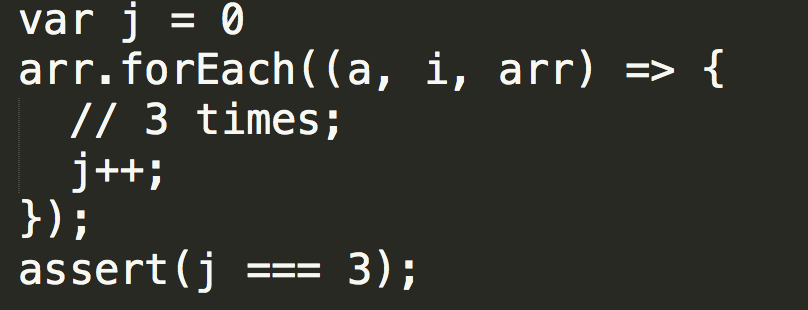 var j = 0
arr.forEach((a, i, arr) => {
  // 3 times;
  j++;
});
assert(j === 3);